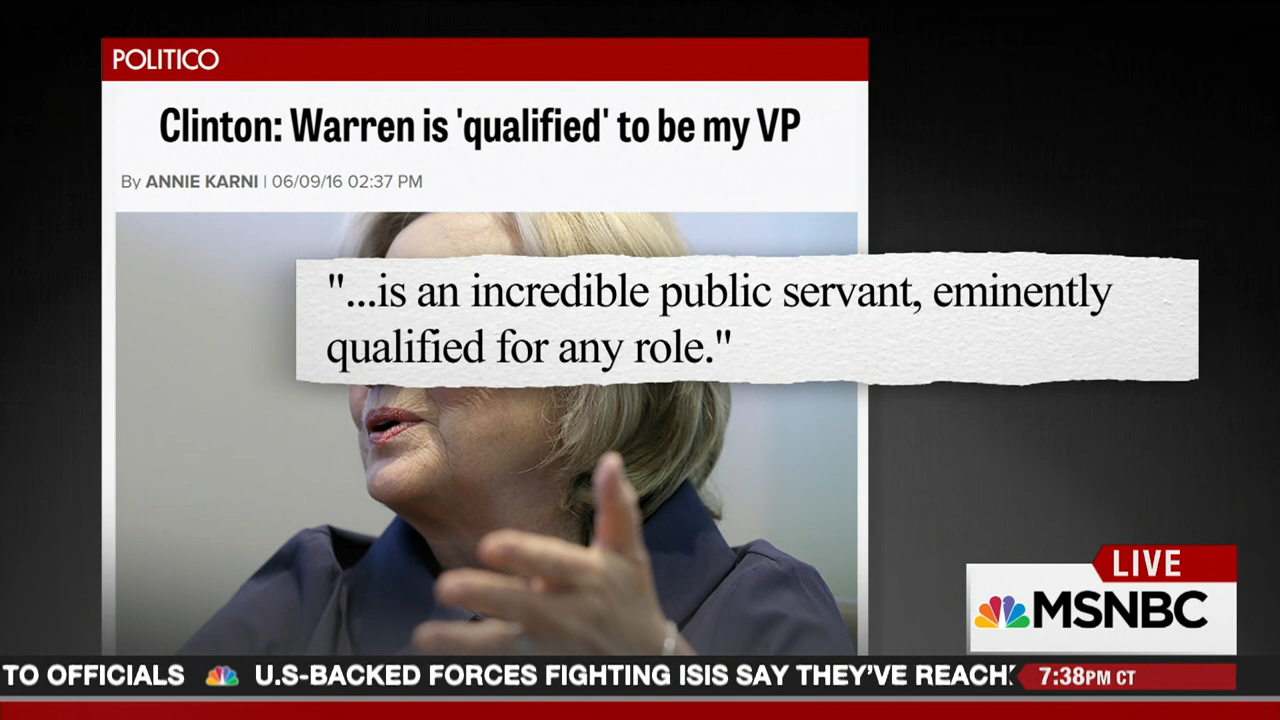 POLITICO
Clinton: Warren is 'qualified' to be my VP
By ANNIE KARNI | 06/09/16 02:37 PM
"...is an incredible public servant, eminently
qualified for any role."
LIVE
MSNBC
TO OFFICIALS U.S-BACKED FORCES FIGHTING ISIS SAY THEY'VE 7:38PM CT